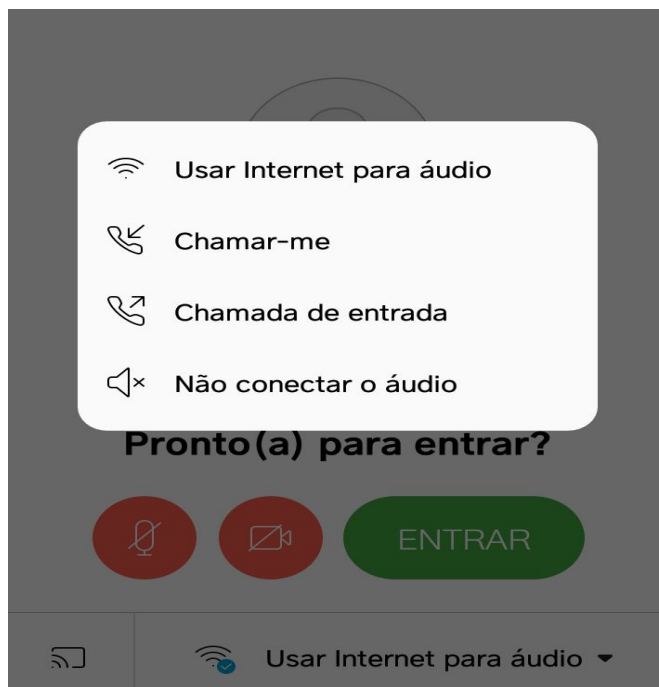 Usar Internet para áudio
Chamar-me
Chamada de entrada
Não conectar o áudio
Pronto(a) para entrar?
ENTRAR
Usar Internet para áudio